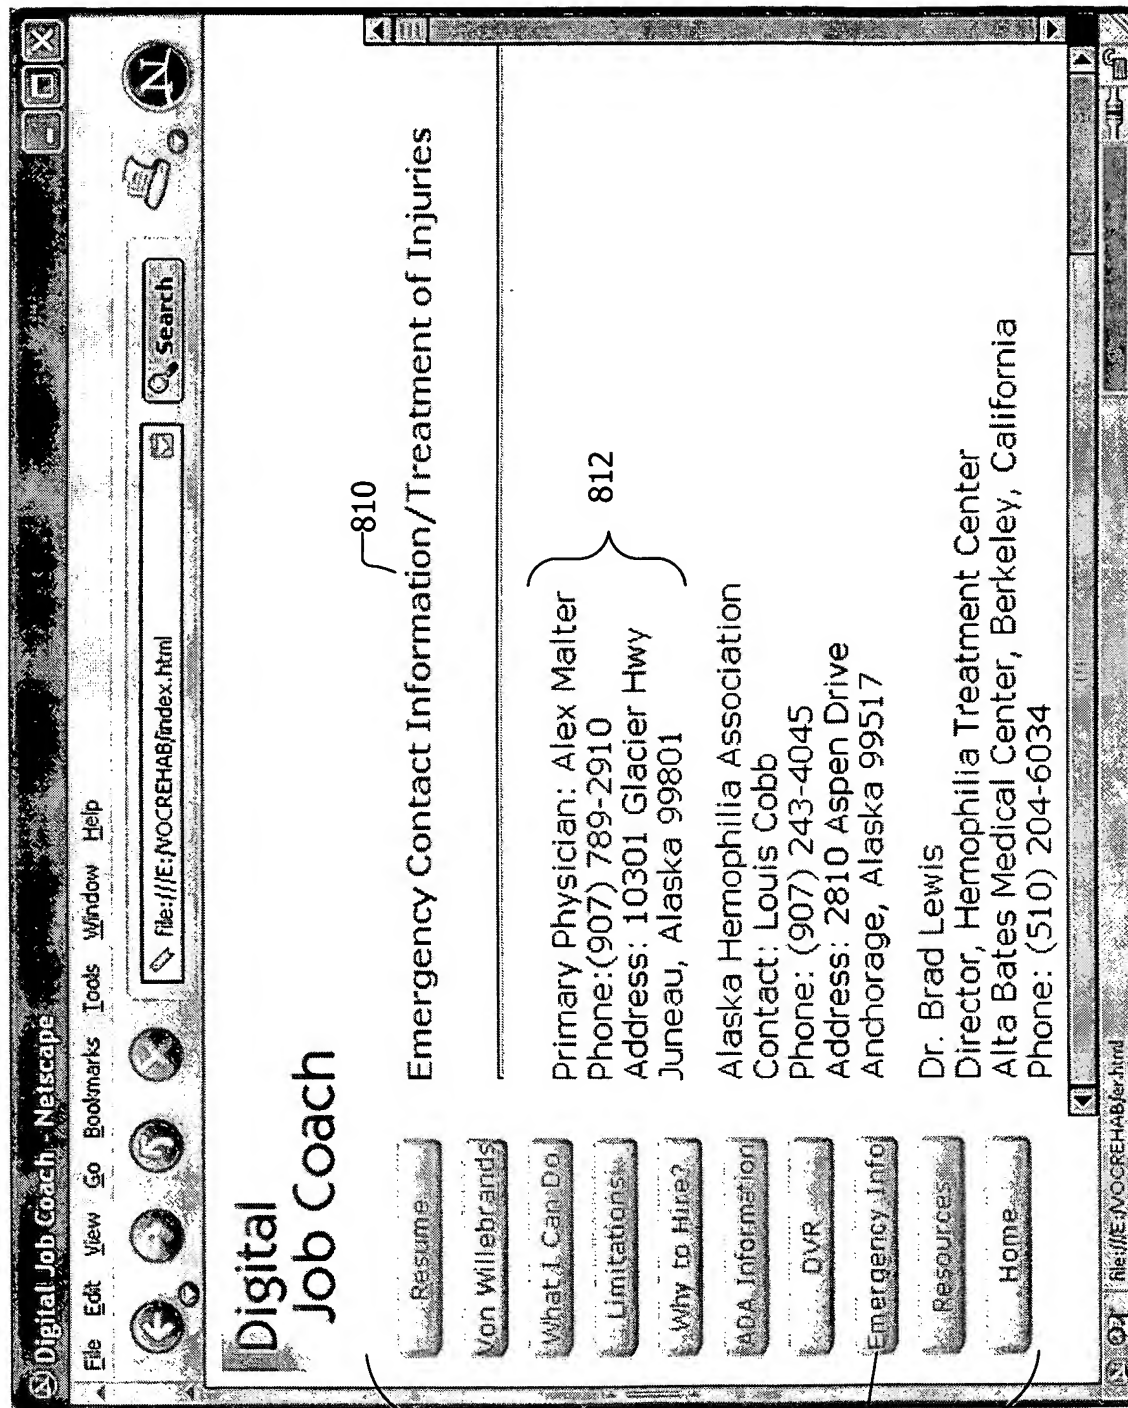 Digital Job Coach - Netscape
File Edit View Go Bookmarks Tools Window Help
file:///E:/VOCREHAB/index.html
Search
N
Digital
Job Coach
810
Emergency Contact Information/Treatment of Injuries
Resume
Von Willebrands
What I Can Do
Limitations
Why to Hire?
ADA Information
DVR
Emergency Info
Resources
Home
Primary Physician: Alex Malter
Phone:(907) 789-2910
Address: 10301 Glacier Hwy
Juneau, Alaska 99801
812
Alaska Hemophilia Association
Contact: Louis Cobb
Phone: (907) 243-4045
Address: 2810 Aspen Drive
Anchorage, Alaska 99517
Dr. Brad Lewis
Director, Hemophilia Treatment Center
Alta Bates Medical Center, Berkeley, California
Phone: (510) 204-6034
file:///E:/VOCREHAB/er.html